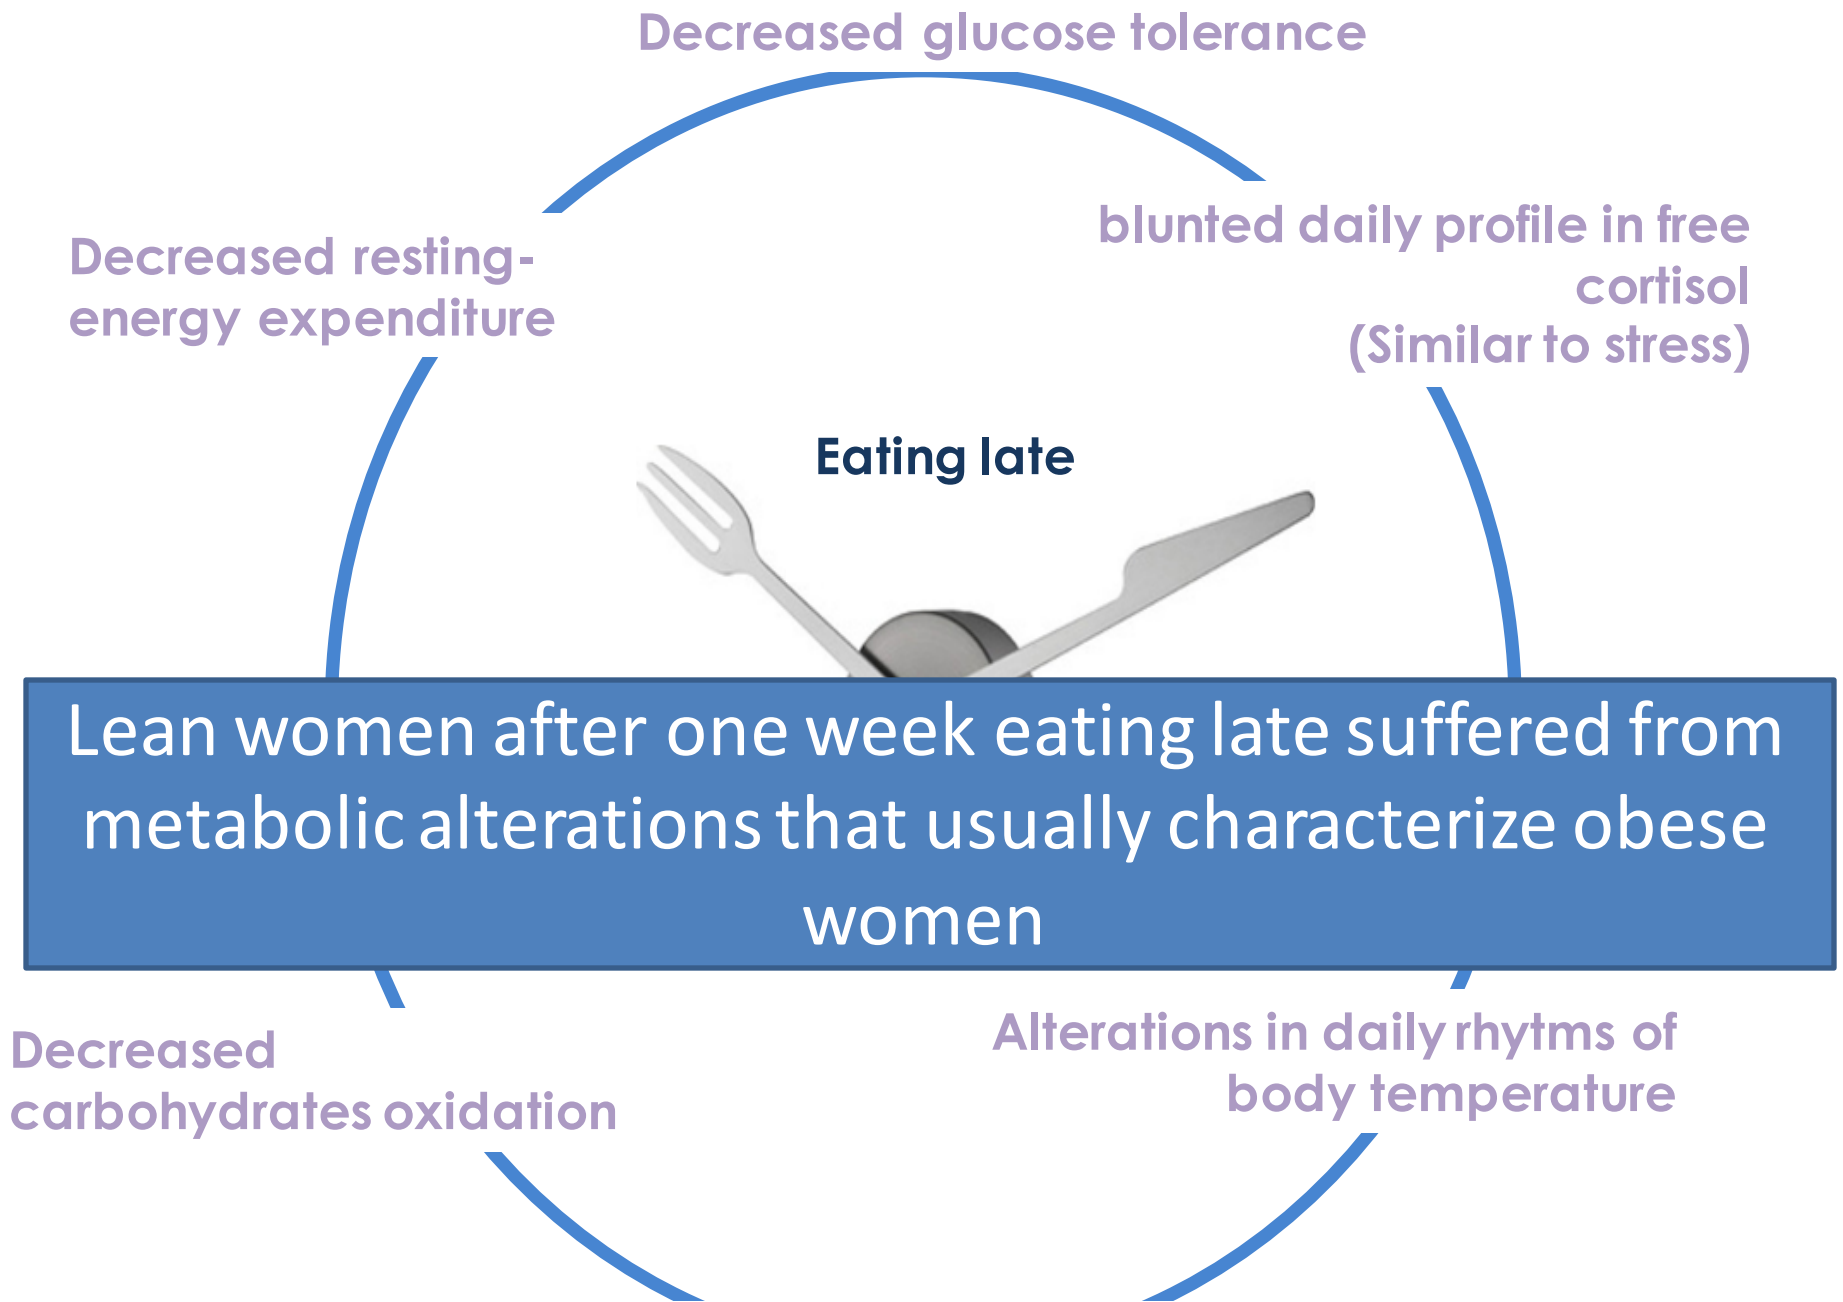 Decreased glucose tolerance
blunted daily profile in free
cortisol
(Similar to stress)
Decreased resting-
energy expenditure
Eating late
Lean women after one week eating late suffered from
metabolic alterations that usually characterize obese
women
Alterations in daily rhytms of
body temperature
Decreased
carbohydrates oxidation